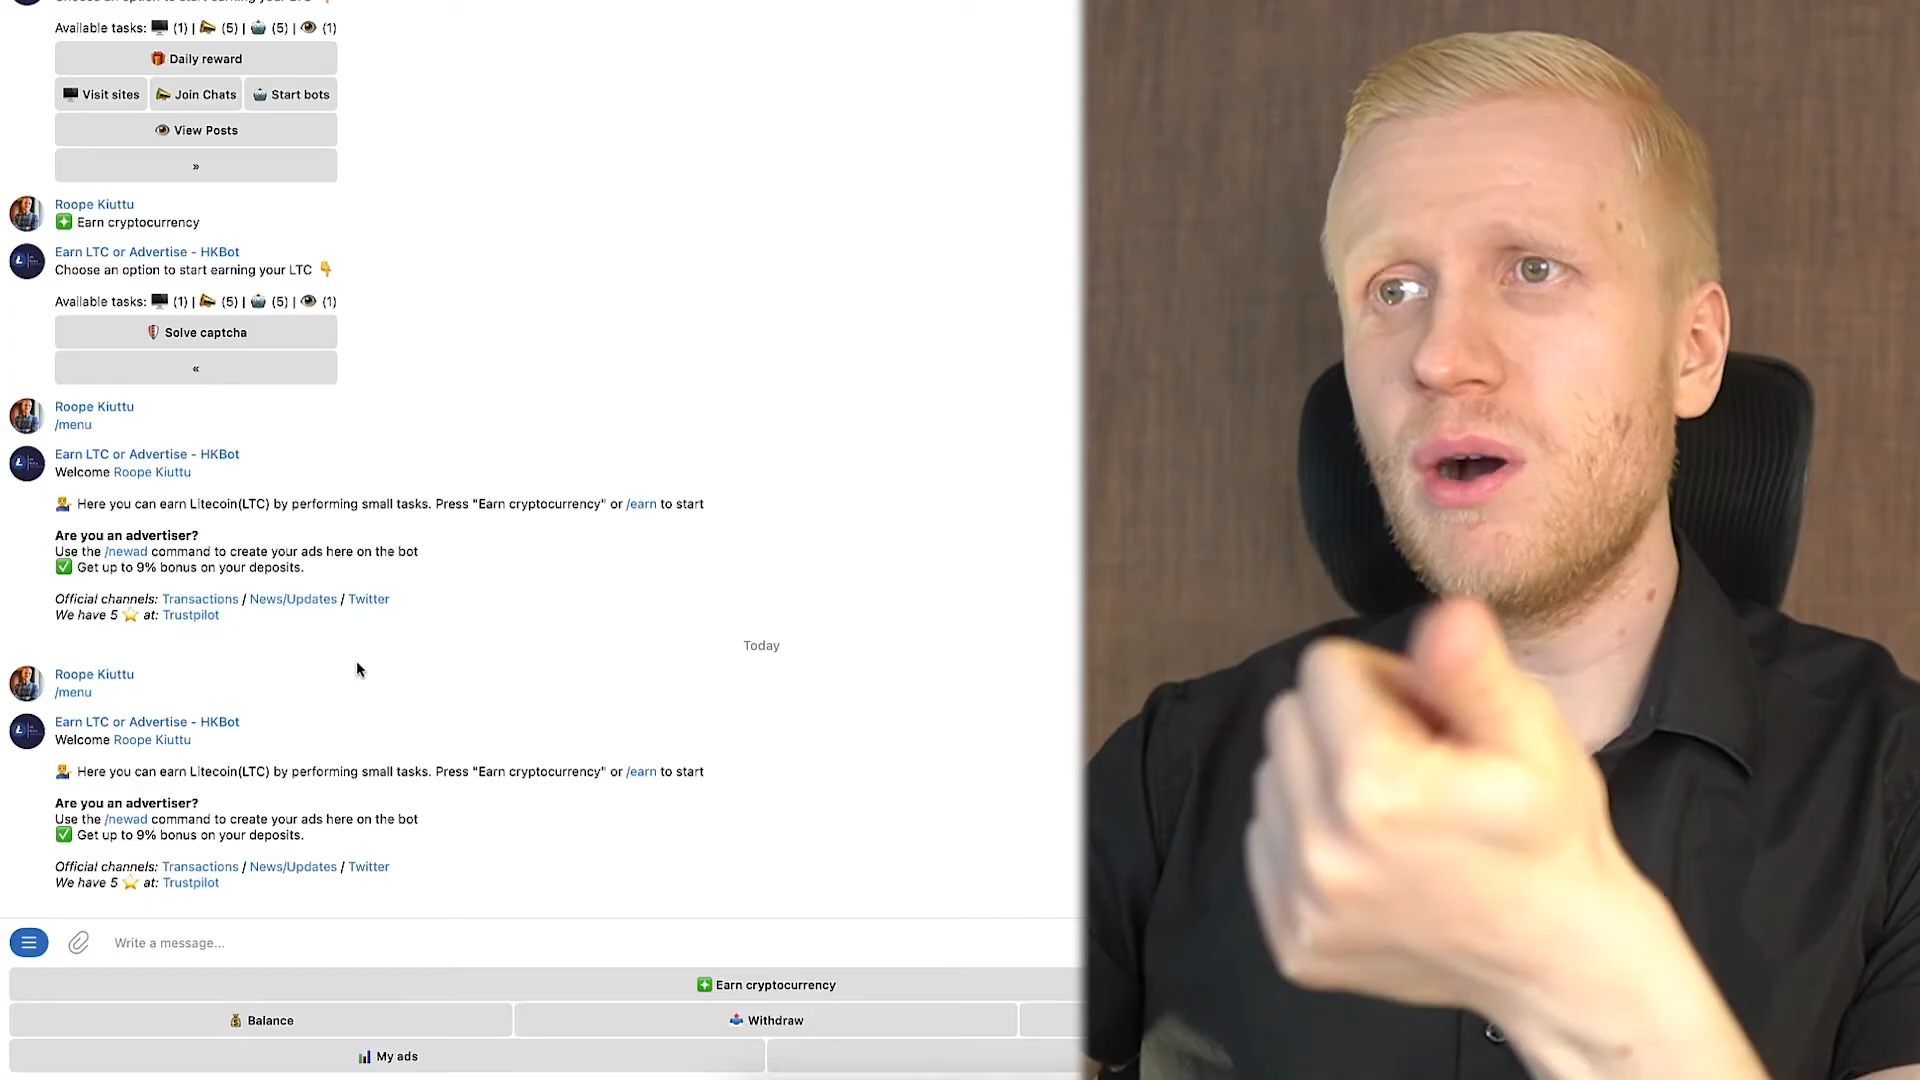 Available tasks: 🖥 (1) | 📣 (5) | 🤖 (5) | 👁 (1)
🎁 Daily reward
🖥 Visit sites
📣 Join Chats
🤖 Start bots
👁 View Posts
»
Roope Kiuttu
Earn cryptocurrency
Earn LTC or Advertise - HKBot
Choose an option to start earning your LTC 👇
Available tasks: 🖥 (1) | 📣 (5) | 🤖 (5) | 👁 (1)
Solve captcha
«
Roope Kiuttu
/menu
Earn LTC or Advertise - HKBot
Welcome Roope Kiuttu
Here you can earn Litecoin(LTC) by performing small tasks. Press "Earn cryptocurrency" or /earn to start
Are you an advertiser?
Use the /newad command to create your ads here on the bot
✅ Get up to 9% bonus on your deposits.
Official channels: Transactions / News/Updates / Twitter
We have 5 ⭐ at: Trustpilot
Today
Roope Kiuttu
/menu
Earn LTC or Advertise - HKBot
Welcome Roope Kiuttu
Here you can earn Litecoin(LTC) by performing small tasks. Press "Earn cryptocurrency" or /earn to start
Are you an advertiser?
Use the /newad command to create your ads here on the bot
✅ Get up to 9% bonus on your deposits.
Official channels: Transactions / News/Updates / Twitter
We have 5 ⭐ at: Trustpilot
Write a message...
Earn cryptocurrency
💰 Balance
📤 Withdraw
📊 My ads